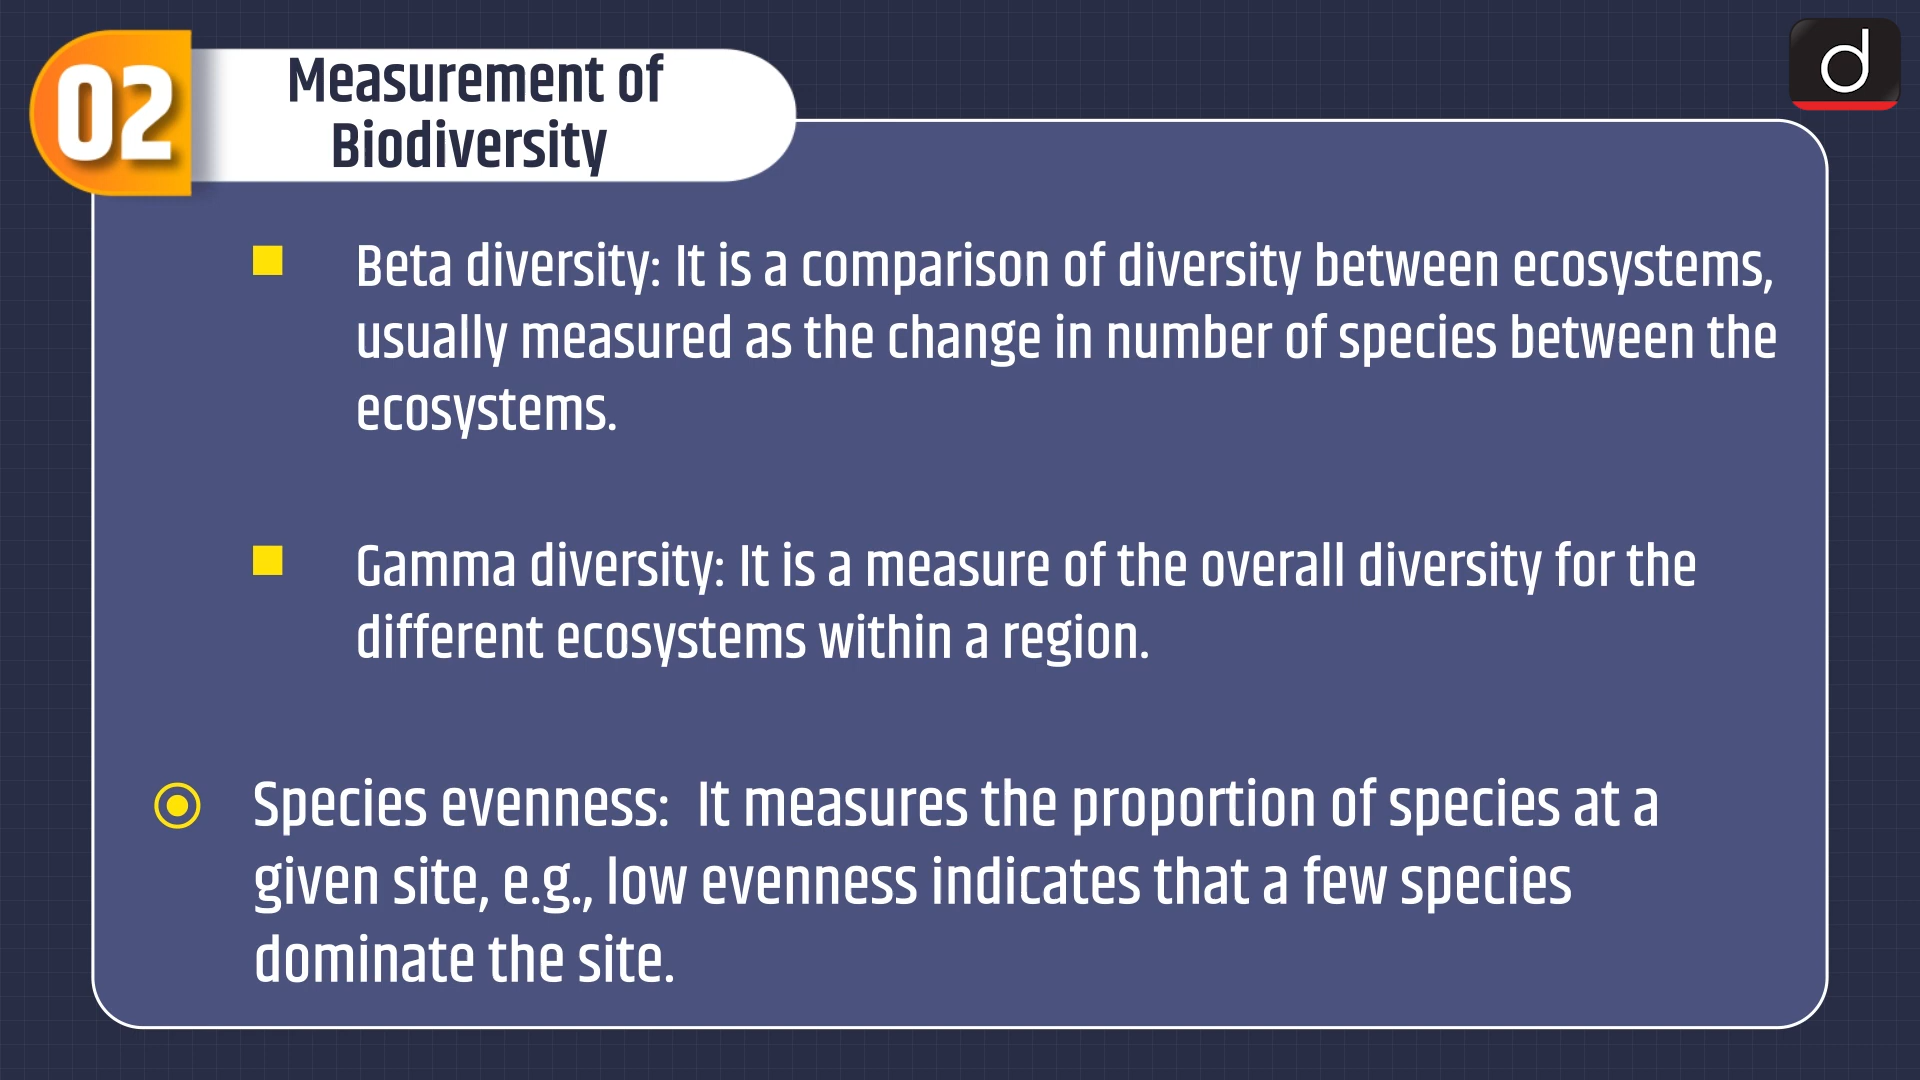 02
Measurement of
Biodiversity
d
Beta diversity: It is a comparison of diversity between ecosystems,
usually measured as the change in number of species between the
ecosystems.
Gamma diversity: It is a measure of the overall diversity for the
different ecosystems within a region.
Species evenness:  It measures the proportion of species at a
given site, e.g., low evenness indicates that a few species
dominate the site.